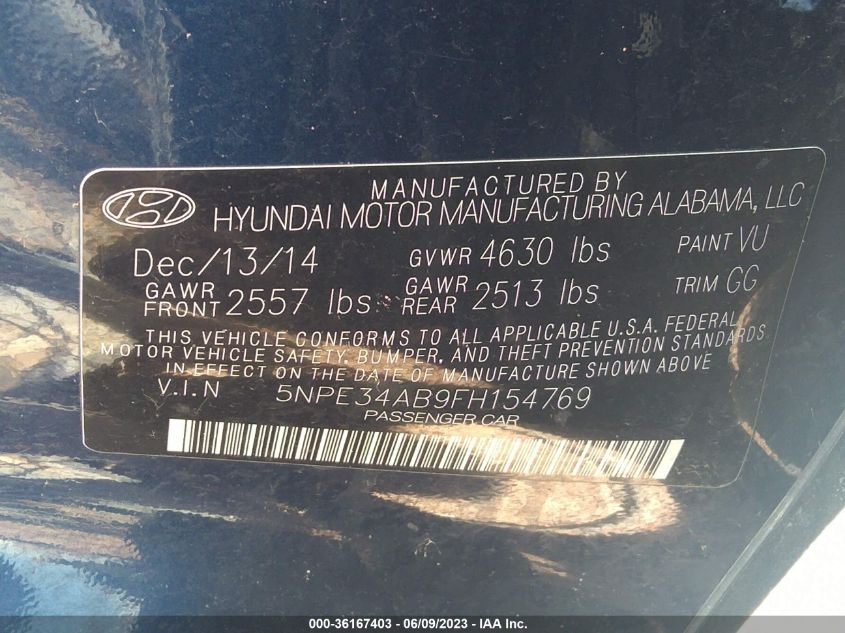 MANUFACTURED BY
HYUNDAI MOTOR MANUFACTURING ALABAMA, LLC
Dec/13/14 GVWR 4630 lbs PAINT VU
GAWR FRONT 2557 lbs GAWR REAR 2513 lbs TRIM GG
THIS VEHICLE CONFORMS TO ALL APPLICABLE U.S.A. FEDERAL
MOTOR VEHICLE SAFETY, BUMPER, AND THEFT PREVENTION STANDARDS
IN EFFECT ON THE DATE OF MANUFACTURE SHOWN ABOVE
V.I.N 5NPE34AB9FH154769
PASSENGER CAR
000-36167403 - 06/09/2023 - IAA Inc.